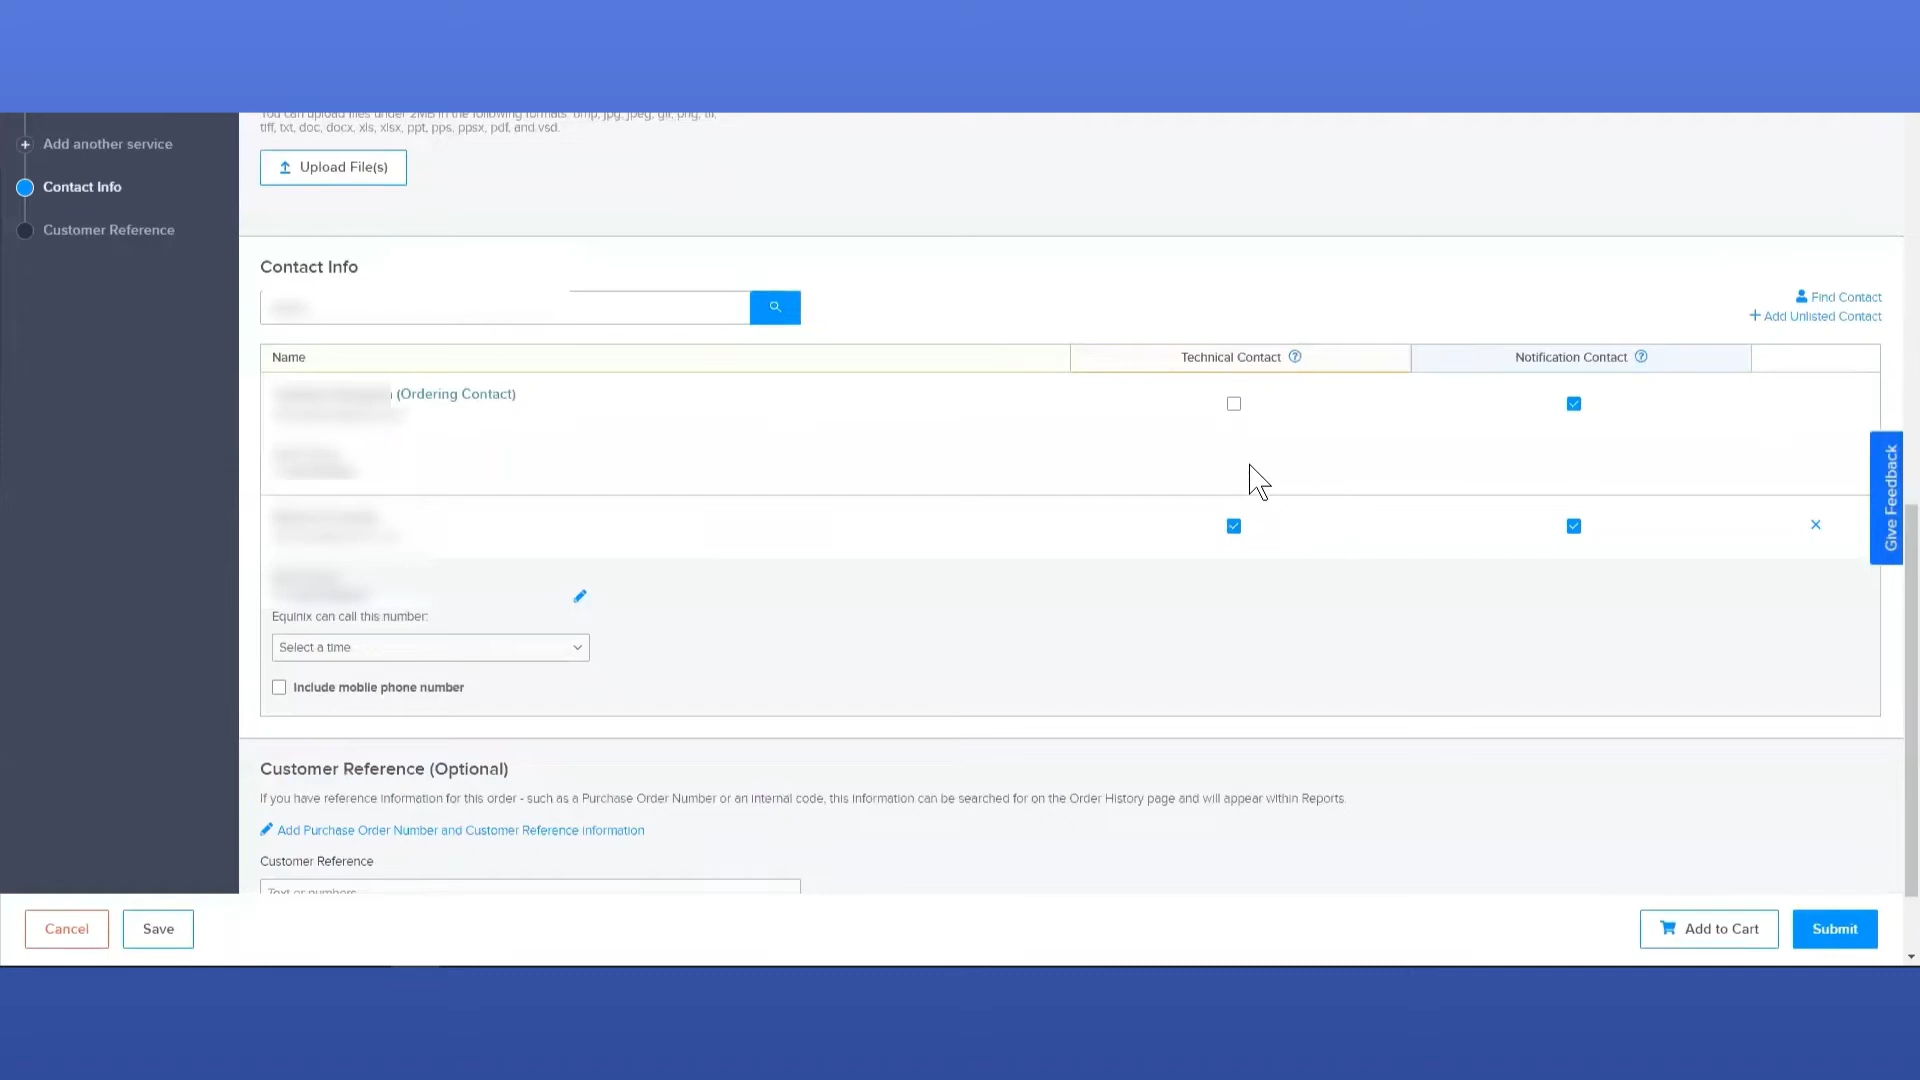 You can upload files under 2MB in the following formats: bmp, jpg, jpeg, gif, png, tif,
tiff, txt, doc, docx, xls, xlsx, ppt, pps, ppsx, pdf, and vsd.
Add another service
Upload File(s)
Contact Info
Customer Reference
Contact Info
Find Contact
Add Unlisted Contact
Name
Technical Contact
Notification Contact
(Ordering Contact)
Give Feedback
Equinix can call this number:
Select a time
Include mobile phone number
Customer Reference (Optional)
If you have reference information for this order - such as a Purchase Order Number or an internal code, this information can be searched for on the Order History page and will appear within Reports.
Add Purchase Order Number and Customer Reference Information
Customer Reference
Text or numbers
Cancel
Save
Add to Cart
Submit